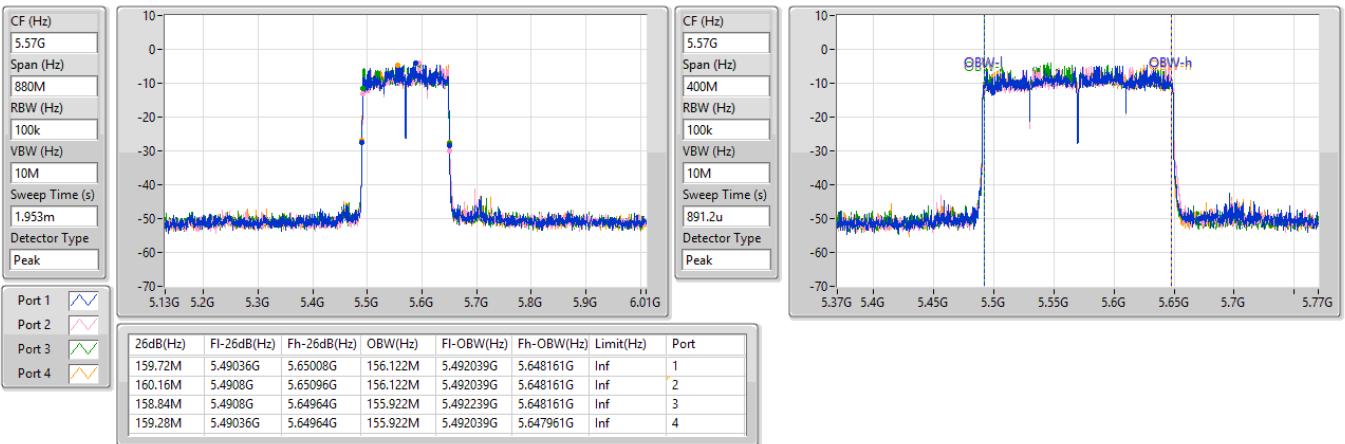 CF (Hz)
5.57G
Span (Hz)
880M
RBW (Hz)
100k
VBW (Hz)
10M
Sweep Time (s)
1.953m
Detector Type
Peak
10-
0-
-10-
-20-
-30-
-40-
-50-
-60-
-70-
5.13G 5.2G 5.3G 5.4G 5.5G 5.6G 5.7G 5.8G 5.9G 6.01G
CF (Hz)
5.57G
Span (Hz)
400M
RBW (Hz)
100k
VBW (Hz)
10M
Sweep Time (s)
891.2u
Detector Type
Peak
10-
0-
-10-
-20-
-30-
-40-
-50-
-60-
-70-
OBW-l OBW-h
5.37G 5.4G 5.45G 5.5G 5.55G 5.6G 5.65G 5.7G 5.77G
Port 1
Port 2
Port 3
Port 4
26dB(Hz) Fl-26dB(Hz) Fh-26dB(Hz) OBW(Hz) Fl-OBW(Hz) Fh-OBW(Hz) Limit(Hz) Port
159.72M 5.49036G 5.65008G 156.122M 5.492039G 5.648161G Inf 1
160.16M 5.4908G 5.65096G 156.122M 5.492039G 5.648161G Inf 2
158.84M 5.4908G 5.64964G 155.922M 5.492239G 5.648161G Inf 3
159.28M 5.49036G 5.64964G 155.922M 5.492039G 5.647961G Inf 4